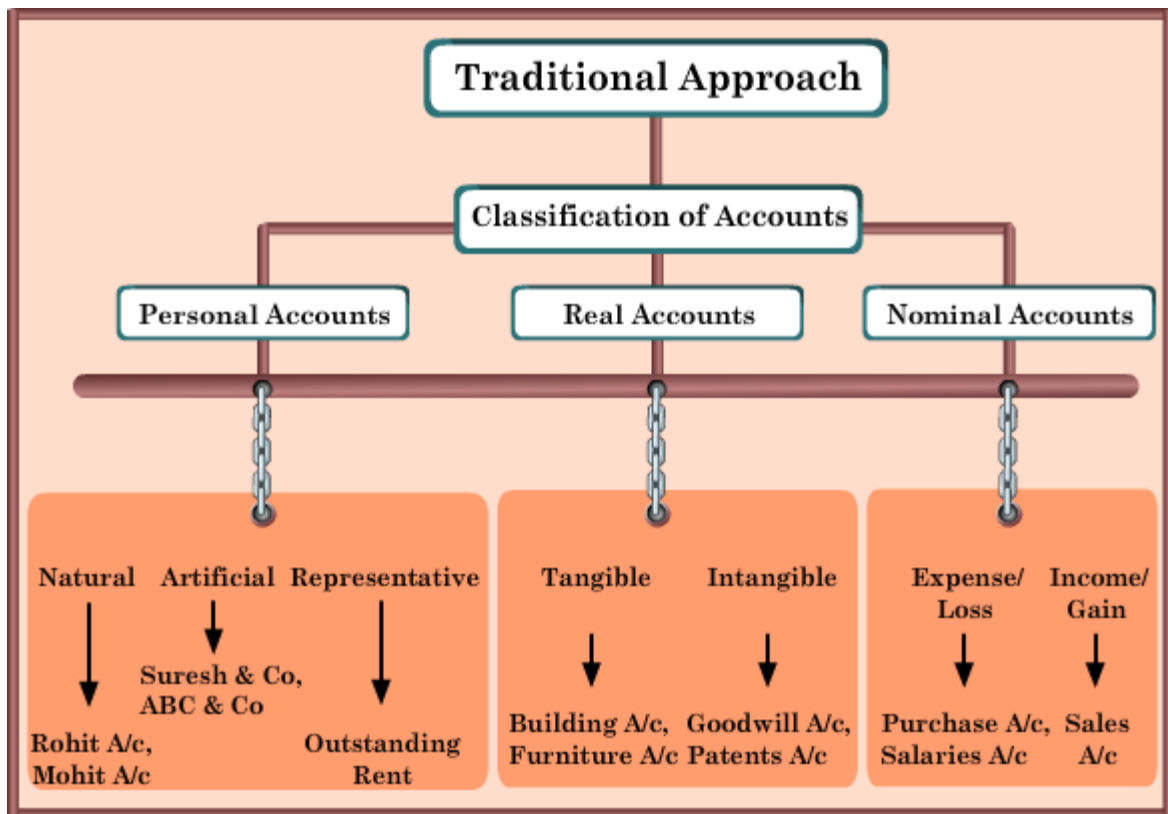 Traditional Approach
Classification of Accounts
Personal Accounts
Real Accounts
Nominal Accounts
Natural
Artificial
Representative
Rohit A/c,
Mohit A/c
Suresh & Co,
ABC & Co
Outstanding
Rent
Tangible
Intangible
Building A/c,
Furniture A/c
Goodwill A/c,
Patents A/c
Expense/
Loss
Income/
Gain
Purchase A/c,
Salaries A/c
Sales
A/c